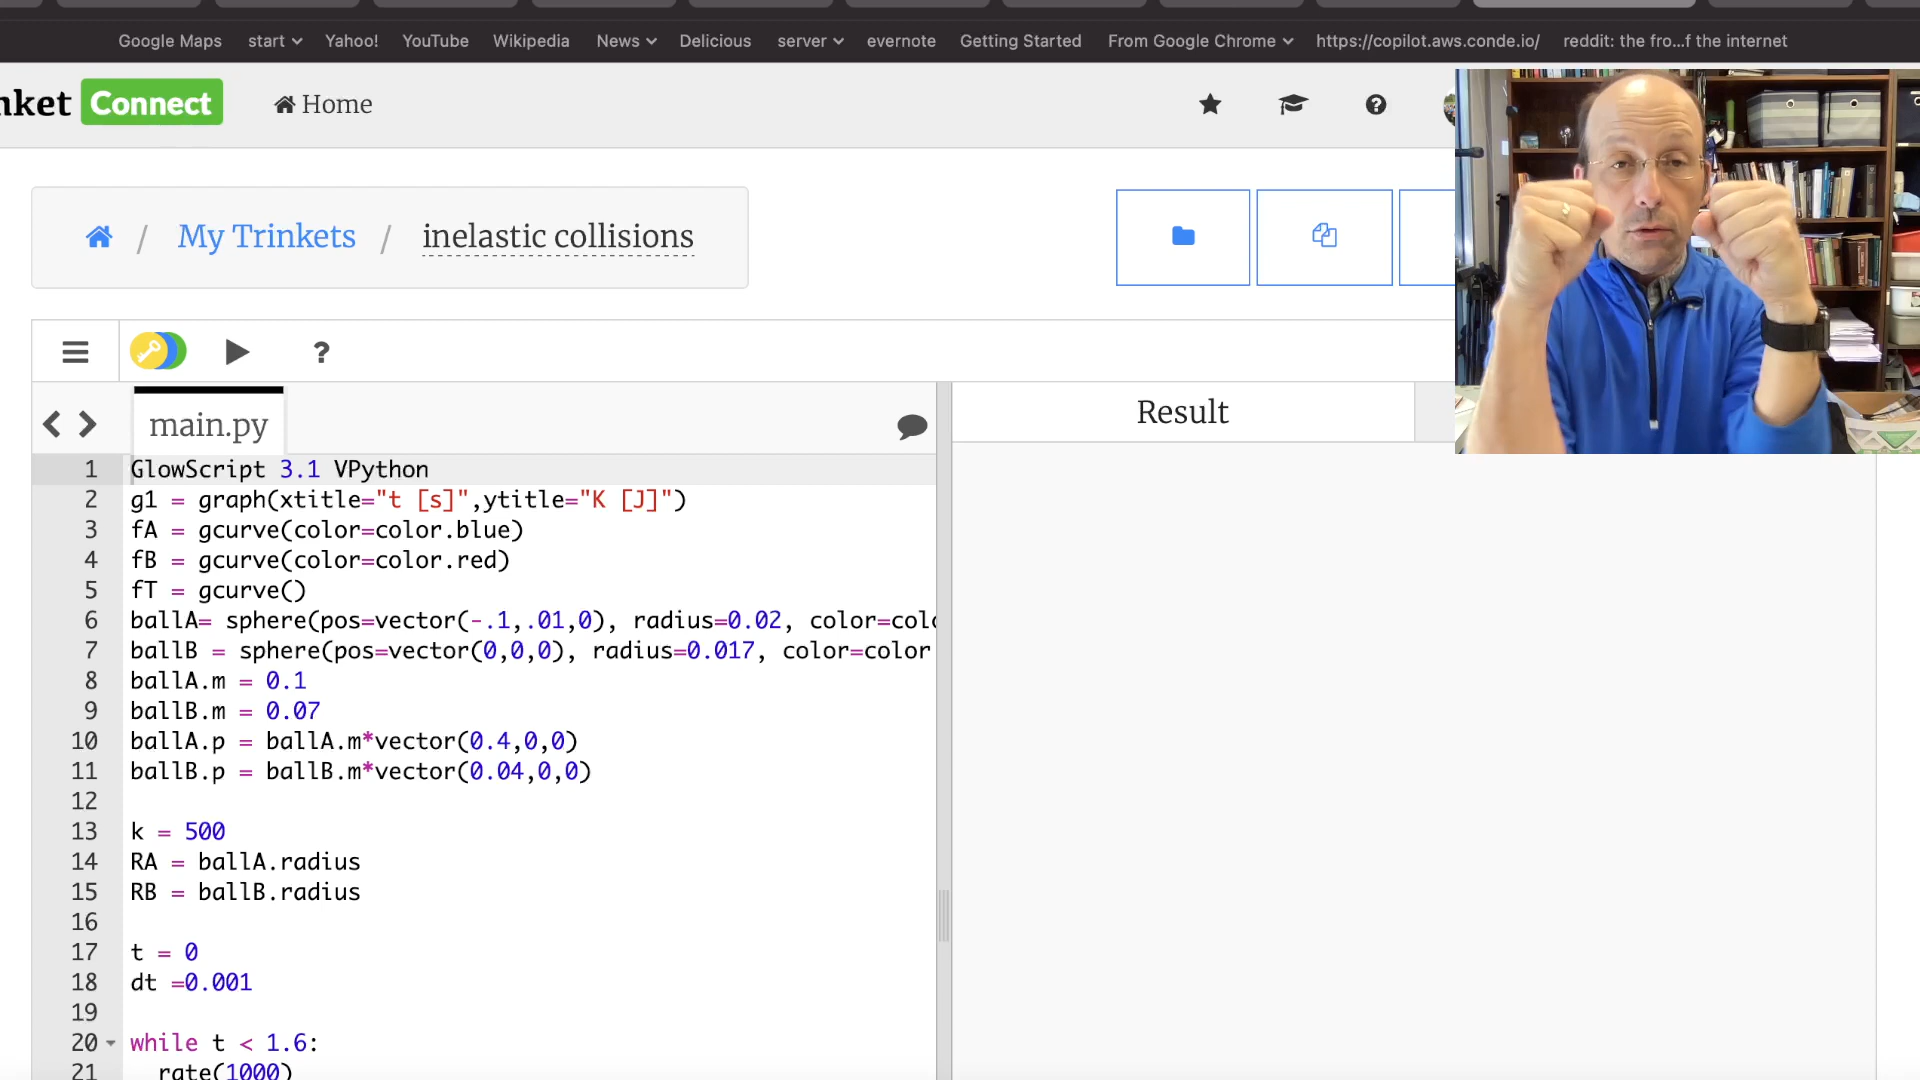 Google Maps start Yahoo! YouTube Wikipedia News Delicious server evernote Getting Started From Google Chrome https://copilot.aws.conde.io/ reddit: the fro...f the internet
nket Connect Home
/ My Trinkets / inelastic collisions
?
main.py
Result
1 GlowScript 3.1 VPython
2 g1 = graph(xtitle="t [s]",ytitle="K [J]")
3 fA = gcurve(color=color.blue)
4 fB = gcurve(color=color.red)
5 fT = gcurve()
6 ballA= sphere(pos=vector(-.1,.01,0), radius=0.02, color=colo
7 ballB = sphere(pos=vector(0,0,0), radius=0.017, color=color
8 ballA.m = 0.1
9 ballB.m = 0.07
10 ballA.p = ballA.m*vector(0.4,0,0)
11 ballB.p = ballB.m*vector(0.04,0,0)
12
13 k = 500
14 RA = ballA.radius
15 RB = ballB.radius
16
17 t = 0
18 dt =0.001
19
20 while t < 1.6:
21 rate(1000)